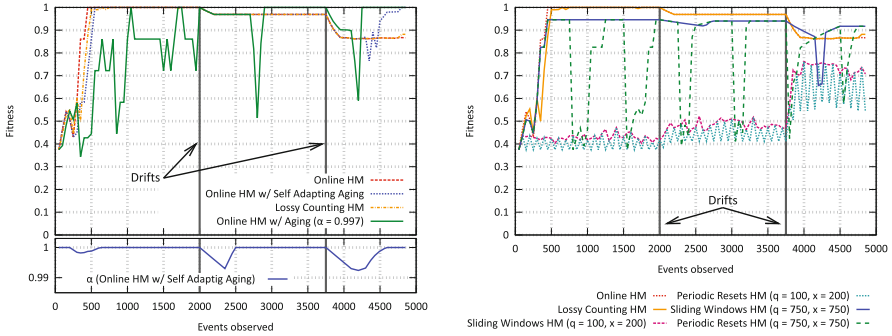 1
0.9
0.8
0.7
0.6
0.5
0.4
0.3
0.2
0.1
0
Fitness
Drifts
Online HM
Online HM w/ Self Adapting Aging
Lossy Counting HM
Online HM w/ Aging (α = 0.997)
1
0.99
α (Online HM w/ Self Adaptig Aging)
0 500 1000 1500 2000 2500 3000 3500 4000 4500 5000
Events observed
1
0.9
0.8
0.7
0.6
0.5
0.4
0.3
0.2
0.1
0
Fitness
Drifts
0 500 1000 1500 2000 2500 3000 3500 4000 4500 5000
Events observed
Online HM
Lossy Counting HM
Sliding Windows HM (q = 100, x = 200)
Periodic Resets HM (q = 100, x = 200)
Sliding Windows HM (q = 750, x = 750)
Periodic Resets HM (q = 750, x = 750)